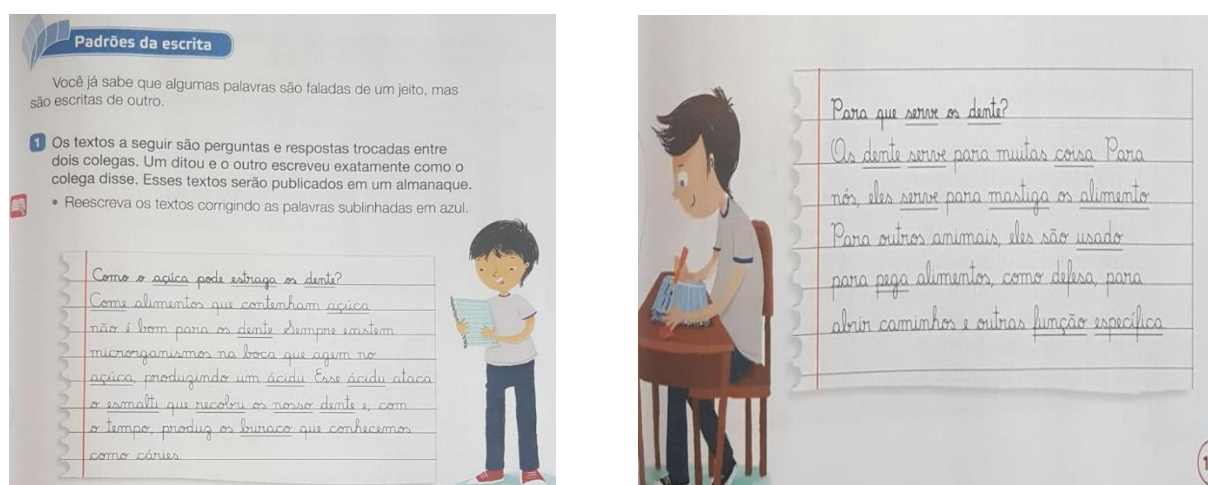 Padrões da escrita
Você já sabe que algumas palavras são faladas de um jeito, mas
são escritas de outro.
1 Os textos a seguir são perguntas e respostas trocadas entre
dois colegas. Um ditou e o outro escreveu exatamente como o
colega disse. Esses textos serão publicados em um almanaque.
• Reescreva os textos corrigindo as palavras sublinhadas em azul.
Como o açúca pode estraga os dente?
Come alimentos que contenham açúca
não é bom para os dente. Sempre existem
microrganismos na boca que agem no
açúca, produzindo um ácidu. Esse ácidu ataca
o esmalti que recobru os nosso dente e, com
o tempo, produz os buraco que conhecemos
como cáries.
Para que serve os dente?
Os dente serve para muitas coisa. Para
nós, eles serve para mastiga os alimento.
Para outros animais, eles são usado
para pega alimentos, como defesa, para
abrir caminhos e outras função específica.
1